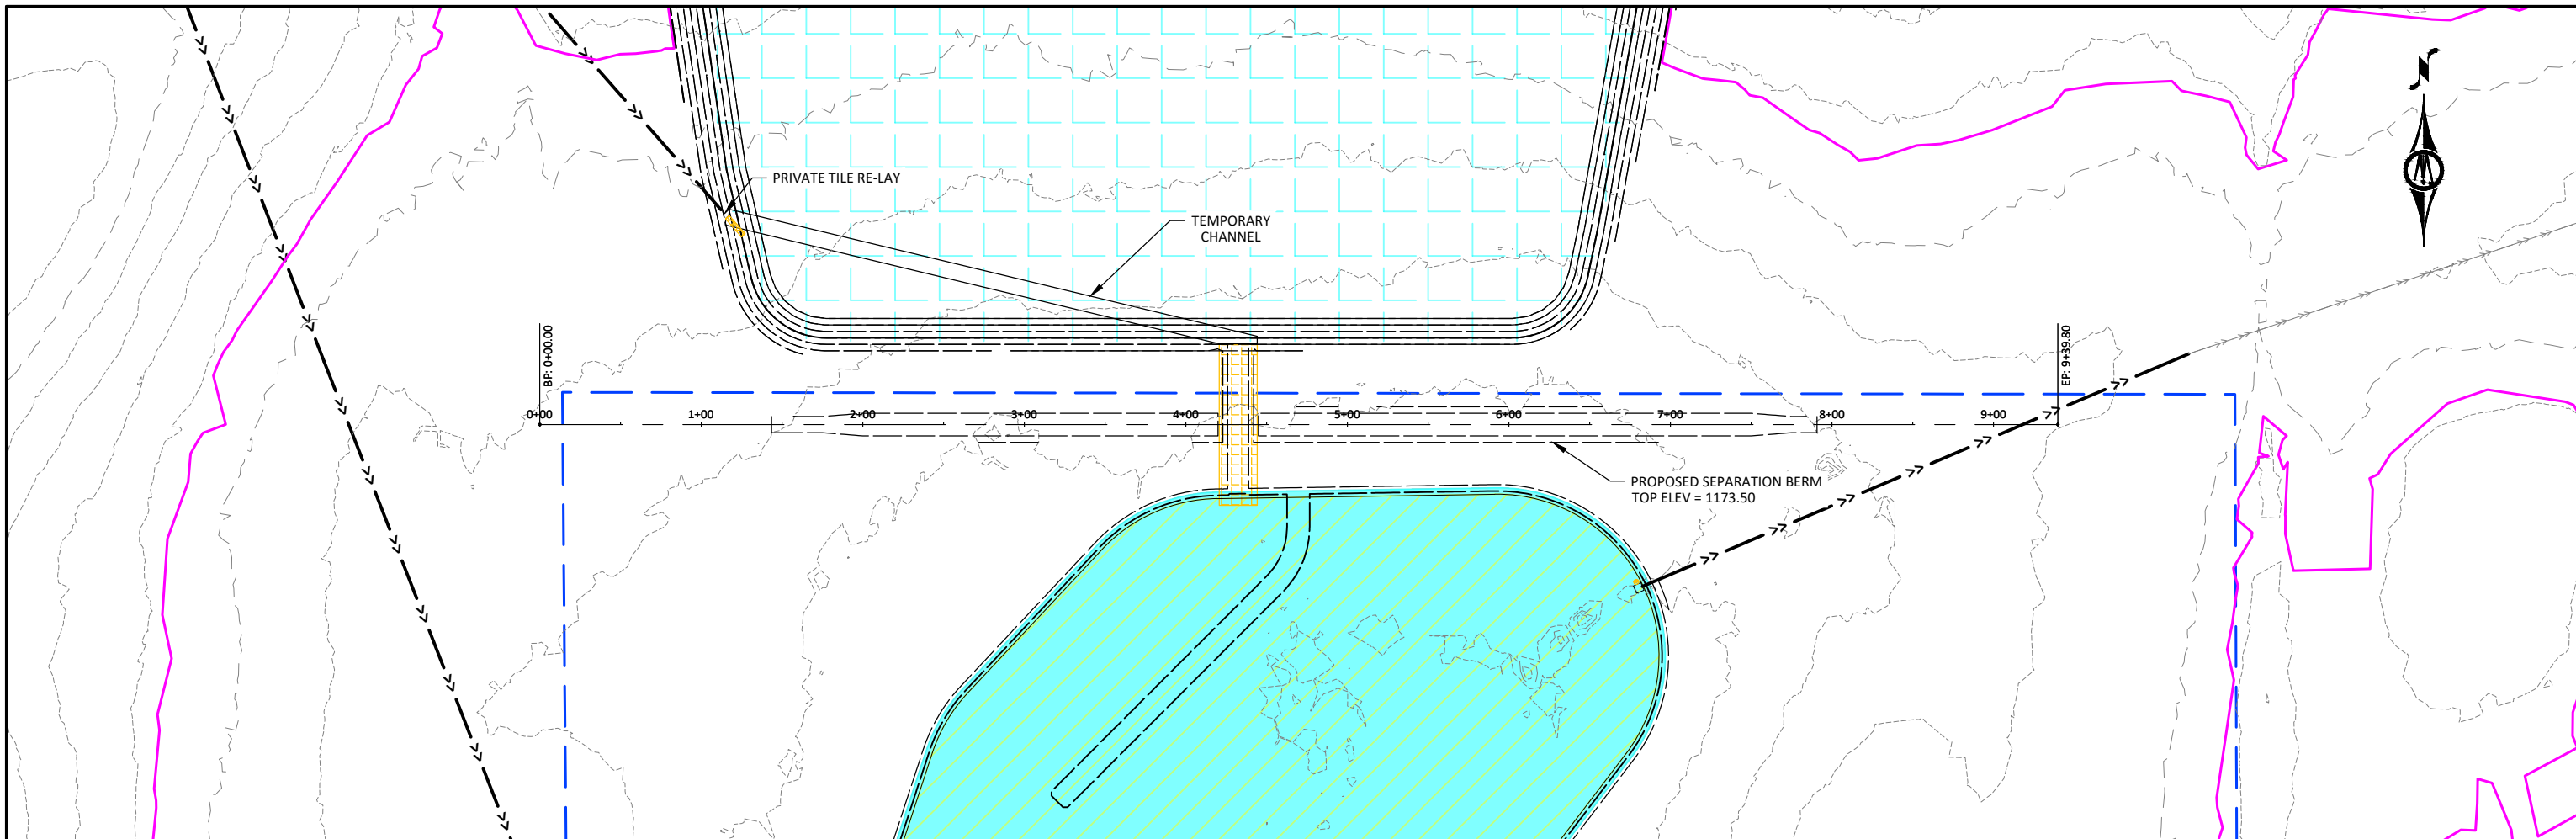 PRIVATE TILE RE-LAY
TEMPORARY
CHANNEL
BP: 0+00.00
EP: 9+39.80
0+00
1+00
2+00
3+00
4+00
5+00
6+00
7+00
8+00
9+00
PROPOSED SEPARATION BERM
TOP ELEV = 1173.50
N